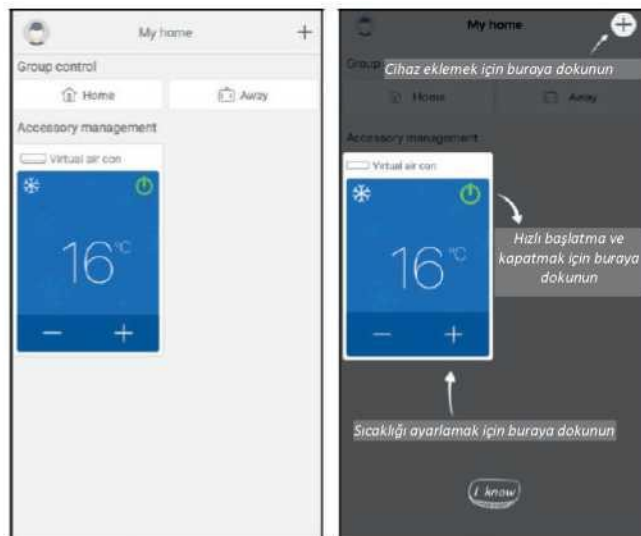 My home +
Group control
Home Away
Accessory management
Virtual air con
16 °C
− +
My home +
Group
Cihaz eklemek için buraya dokunun
Home Away
Accessory management
Virtual air con
16 °C
Hızlı başlatma ve
kapatmak için buraya
dokunun
− +
Sıcaklığı ayarlamak için buraya dokunun
I know